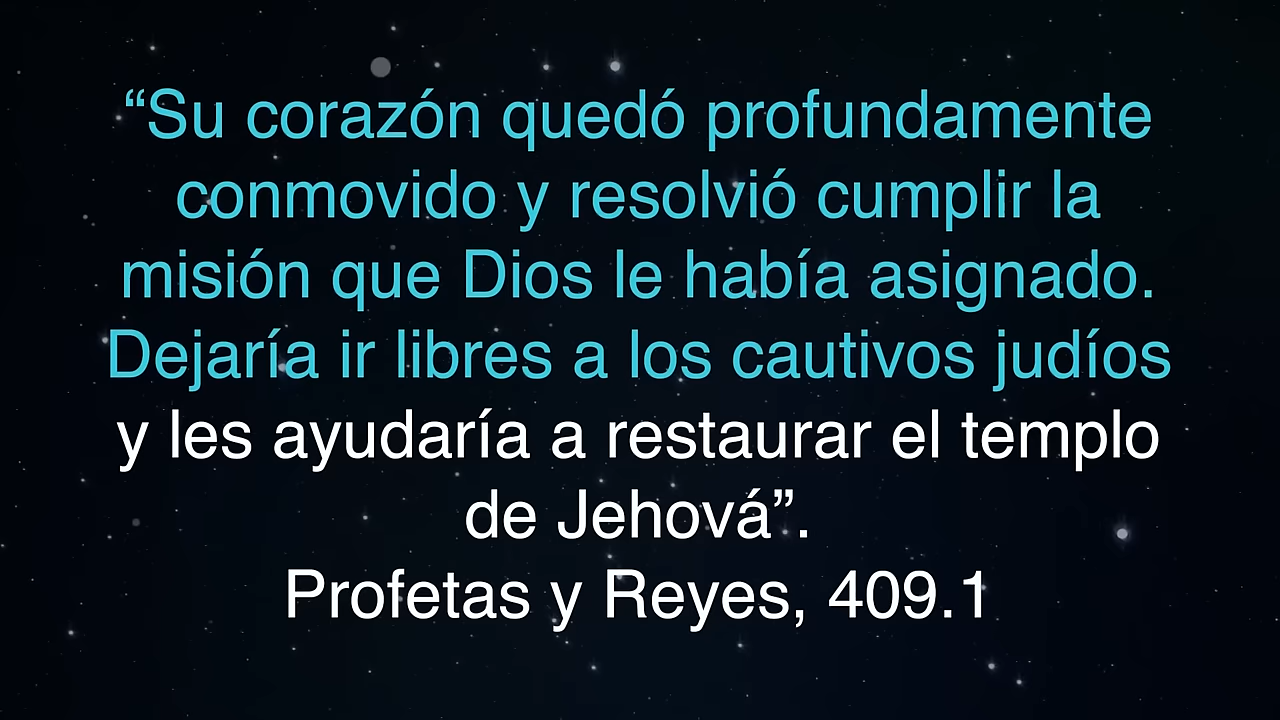 “Su corazón quedó profundamente
conmovido y resolvió cumplir la
misión que Dios le había asignado.
Dejaría ir libres a los cautivos judíos
y les ayudaría a restaurar el templo
de Jehová”.
Profetas y Reyes, 409.1